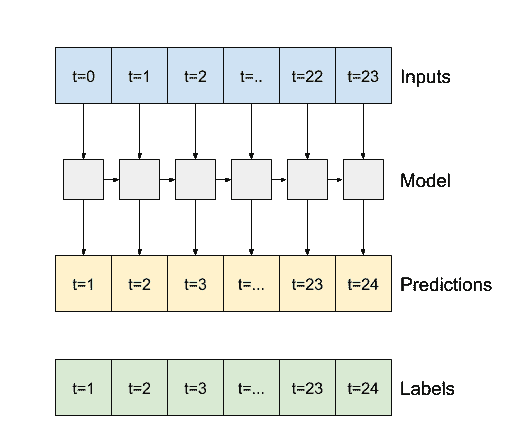 t=0 t=1 t=2 t=.. t=22 t=23 Inputs
Model
t=1 t=2 t=3 t=... t=23 t=24 Predictions
t=1 t=2 t=3 t=... t=23 t=24 Labels